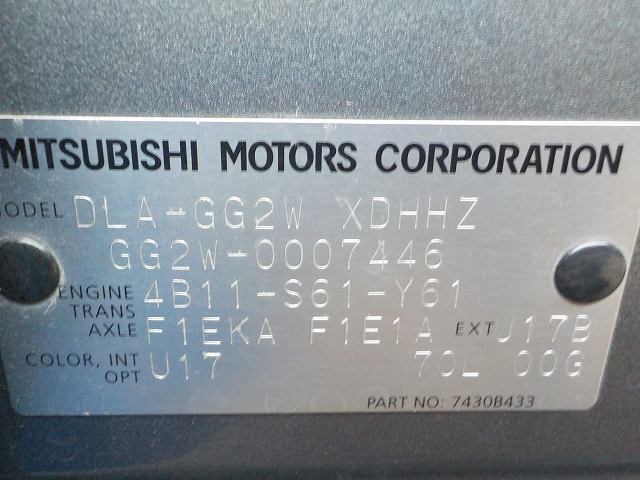 MITSUBISHI MOTORS CORPORATION
MODEL DLA-GG2W XDHHZ
GG2W-0007446
ENGINE 4B11-S61-Y61
TRANS
AXLE F1EKA F1E1A EXT U17B
COLOR, INT U17 70L 00G
OPT
PART NO: 7430B433